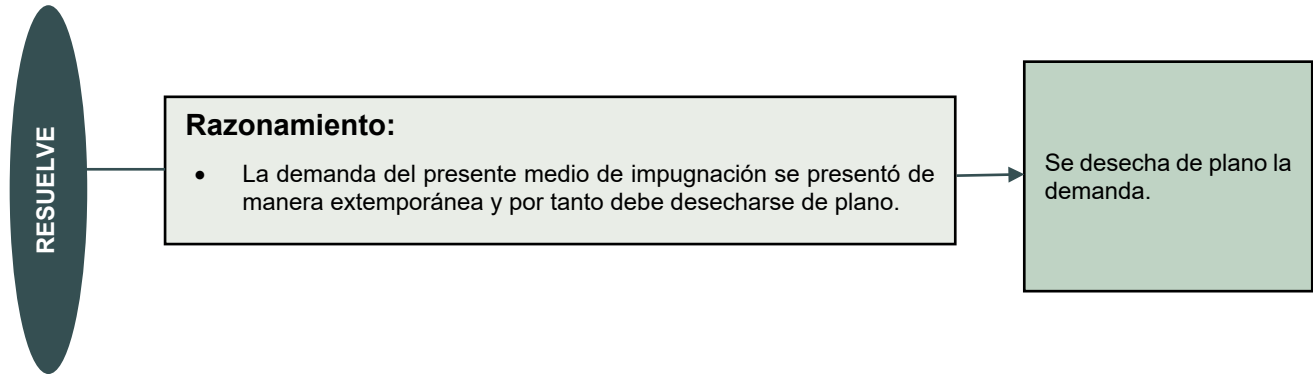 RESUELVE
Razonamiento:
• La demanda del presente medio de impugnación se presentó de
manera extemporánea y por tanto debe desecharse de plano.
Se desecha de plano la
demanda.